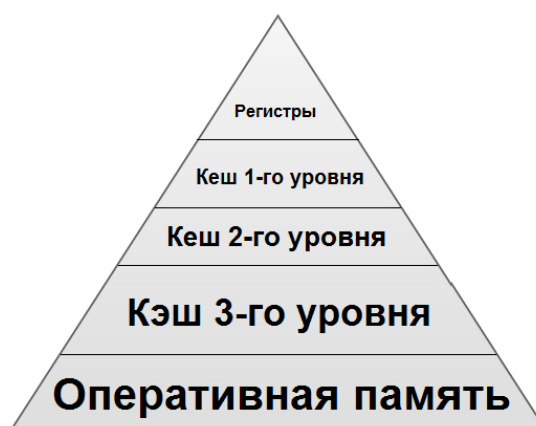 Регистры
Кеш 1-го уровня
Кеш 2-го уровня
Кэш 3-го уровня
Оперативная память